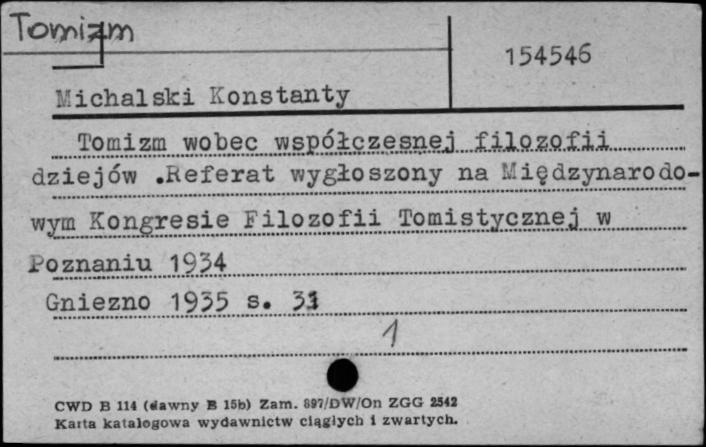 Tomizm
154546
Michalski Konstanty
Tomizm wobec współczesnej filozofii
dziejów .Referat wygłoszony na Międzynarodo-
wym Kongresie Filozofii Tomistycznej w
Poznaniu 1934
Gniezno 1935 s.
1
CWD B 114 (dawny B 15b) Zam. 897/DW/On ZGG 2542
Karta katalogowa wydawnictw ciągłych i zwartych.